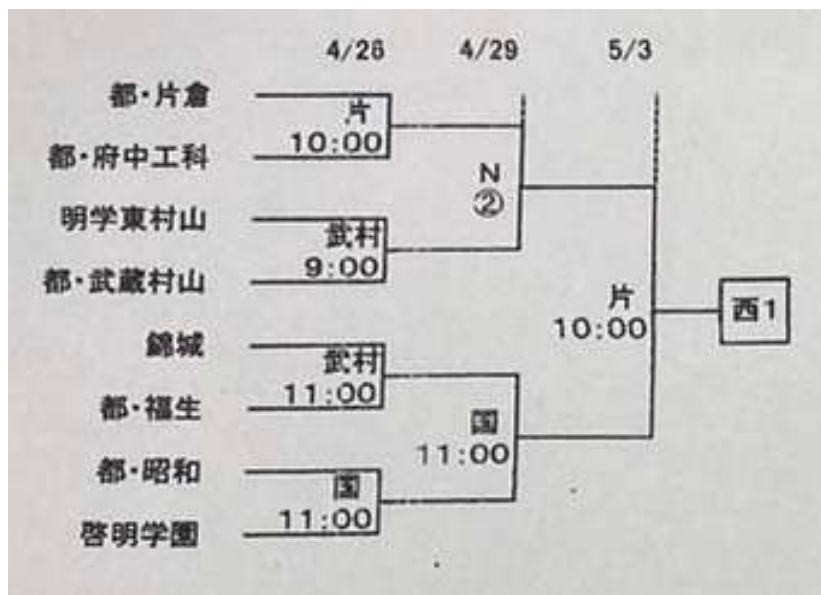 4/26 4/29 5/3
都・片倉
片
10:00
都・府中工科
N
②
明学東村山
武村
9:00
都・武蔵村山
片
10:00
西1
錦城
武村
11:00
都・福生
国
11:00
都・昭和
国
11:00
啓明学園